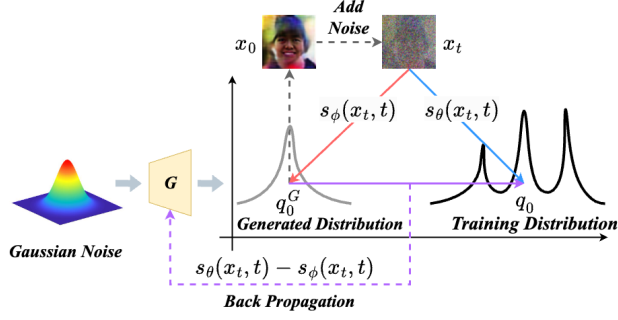 Add
Noise
x_0
x_t
s_ϕ(x_t, t)
s_θ(x_t, t)
G
q_0^G
q_0
Generated Distribution
Training Distribution
Gaussian Noise
s_θ(x_t, t) − s_ϕ(x_t, t)
Back Propagation